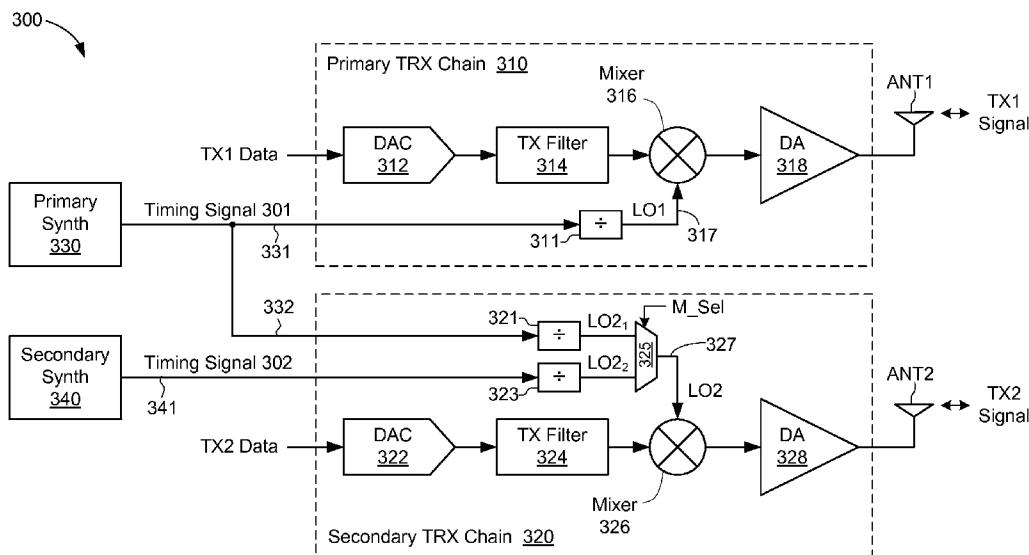 300
Primary TRX Chain 310
Mixer
316
ANT1
TX1
Signal
TX1 Data
DAC
312
TX Filter
314
DA
318
Primary
Synth
330
Timing Signal 301
331
311
÷
LO1
317
332
321
÷
LO2₁
M_Sel
325
327
Secondary
Synth
340
Timing Signal 302
341
323
÷
LO2₂
LO2
ANT2
TX2
Signal
TX2 Data
DAC
322
TX Filter
324
DA
328
Mixer
326
Secondary TRX Chain 320